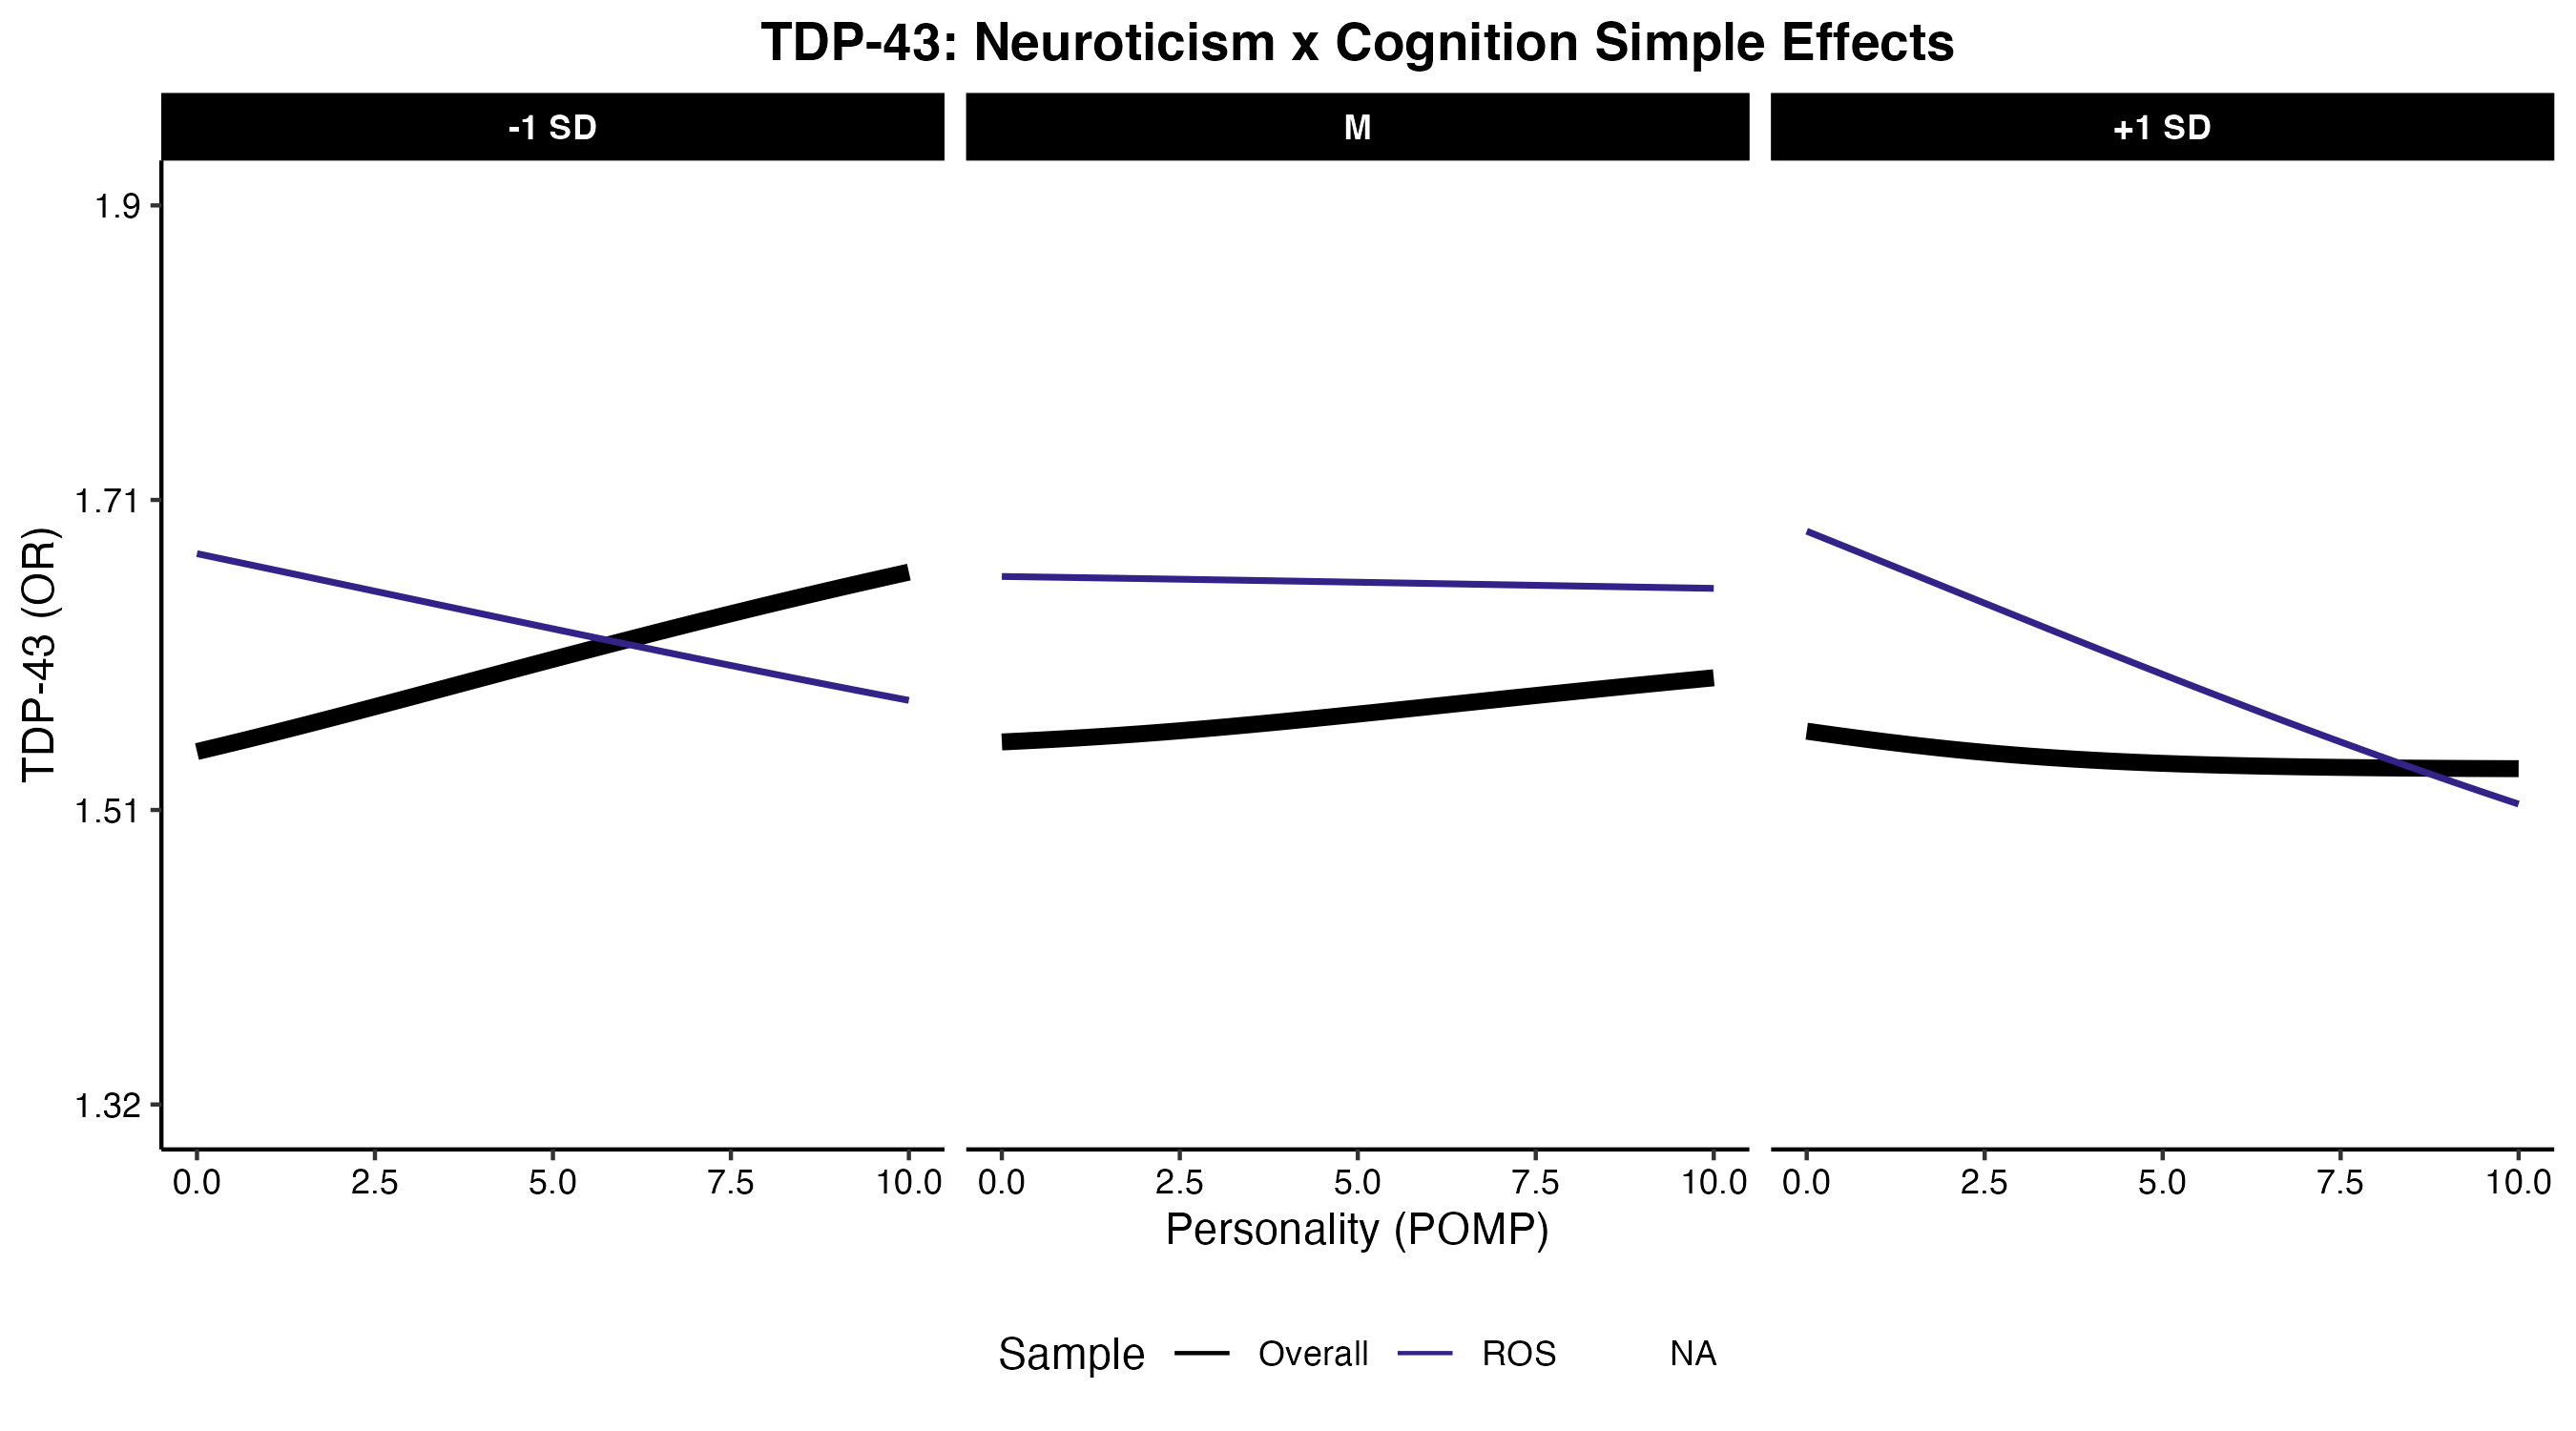 TDP-43: Neuroticism x Cognition Simple Effects
-1 SD M +1 SD
1.9
1.71
1.51
1.32
TDP-43 (OR)
0.0 2.5 5.0 7.5 10.0 0.0 2.5 5.0 7.5 10.0 0.0 2.5 5.0 7.5 10.0
Personality (POMP)
Sample Overall ROS NA